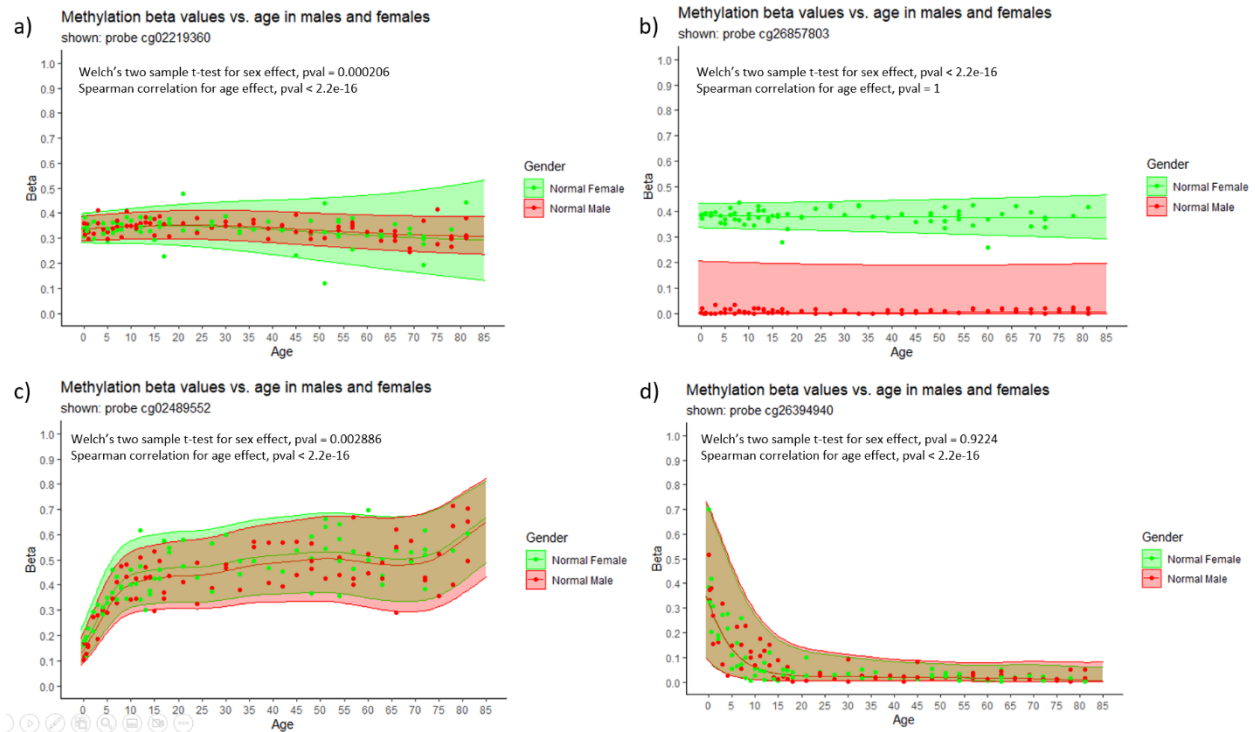 a)
Methylation beta values vs. age in males and females
shown: probe cg02219360
Welch's two sample t-test for sex effect, pval = 0.000206
Spearman correlation for age effect, pval < 2.2e-16
1.0
0.9
0.8
0.7
0.6
0.5
0.4
0.3
0.2
0.1
0.0
Beta
0 5 10 15 20 25 30 35 40 45 50 55 60 65 70 75 80 85
Age
Gender
Normal Female
Normal Male
b)
Methylation beta values vs. age in males and females
shown: probe cg26857803
Welch's two sample t-test for sex effect, pval < 2.2e-16
Spearman correlation for age effect, pval = 1
1.0
0.9
0.8
0.7
0.6
0.5
0.4
0.3
0.2
0.1
0.0
Beta
0 5 10 15 20 25 30 35 40 45 50 55 60 65 70 75 80 85
Age
Gender
Normal Female
Normal Male
c)
Methylation beta values vs. age in males and females
shown: probe cg02489552
Welch's two sample t-test for sex effect, pval = 0.002886
Spearman correlation for age effect, pval < 2.2e-16
1.0
0.9
0.8
0.7
0.6
0.5
0.4
0.3
0.2
0.1
0.0
Beta
0 5 10 15 20 25 30 35 40 45 50 55 60 65 70 75 80 85
Age
Gender
Normal Female
Normal Male
d)
Methylation beta values vs. age in males and females
shown: probe cg26394940
Welch's two sample t-test for sex effect, pval = 0.9224
Spearman correlation for age effect, pval < 2.2e-16
1.0
0.9
0.8
0.7
0.6
0.5
0.4
0.3
0.2
0.1
0.0
Beta
0 5 10 15 20 25 30 35 40 45 50 55 60 65 70 75 80 85
Age
Gender
Normal Female
Normal Male